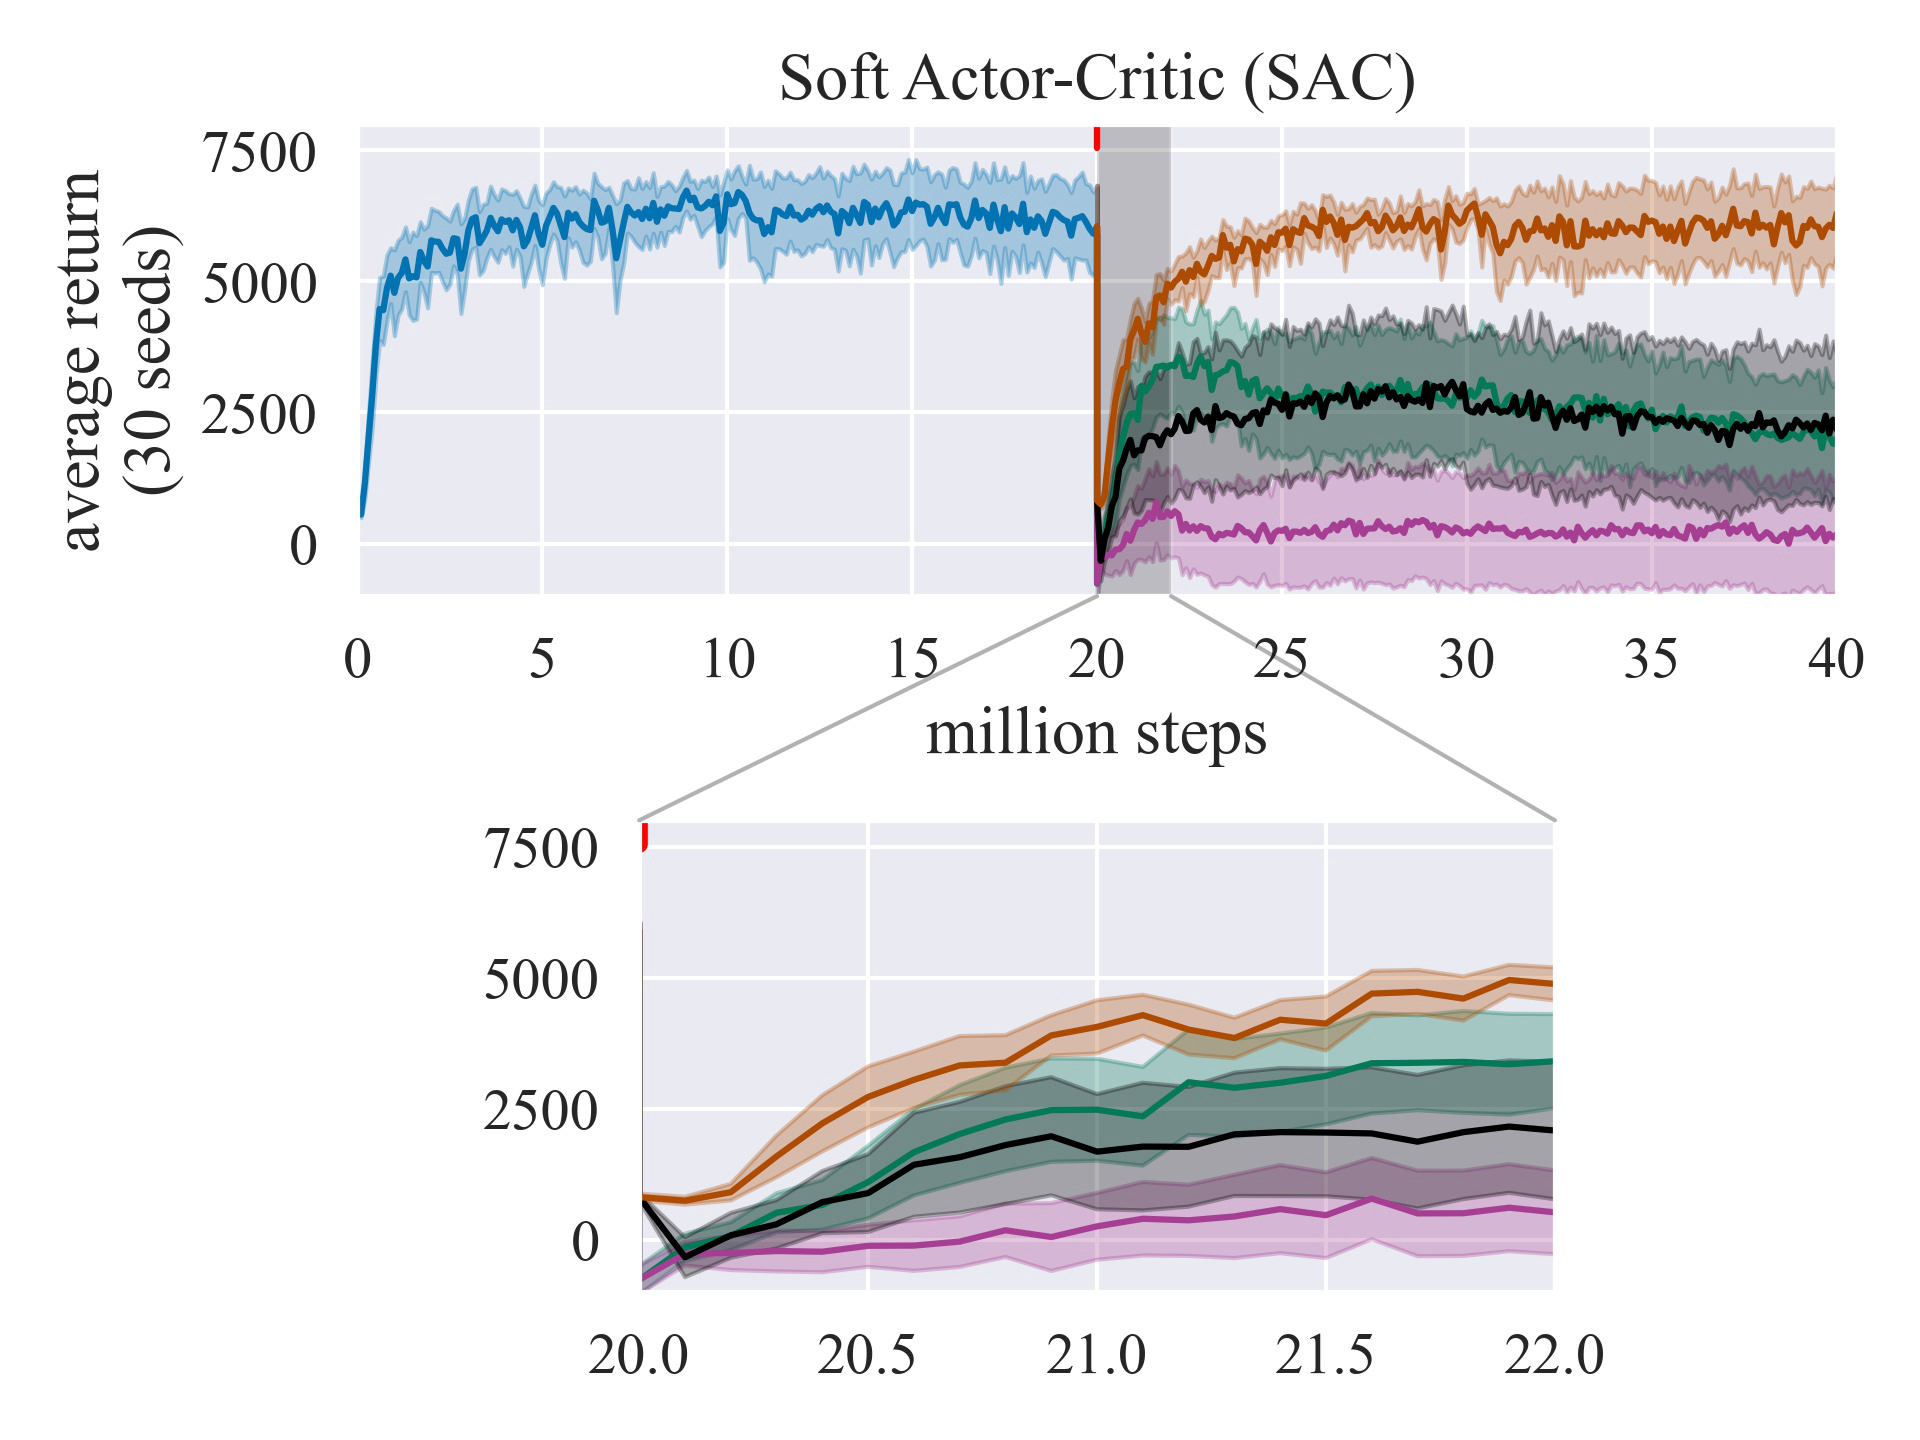 Soft Actor-Critic (SAC)
average return
(30 seeds)
7500
5000
2500
0
0 5 10 15 20 25 30 35 40
million steps
7500
5000
2500
0
20.0 20.5 21.0 21.5 22.0